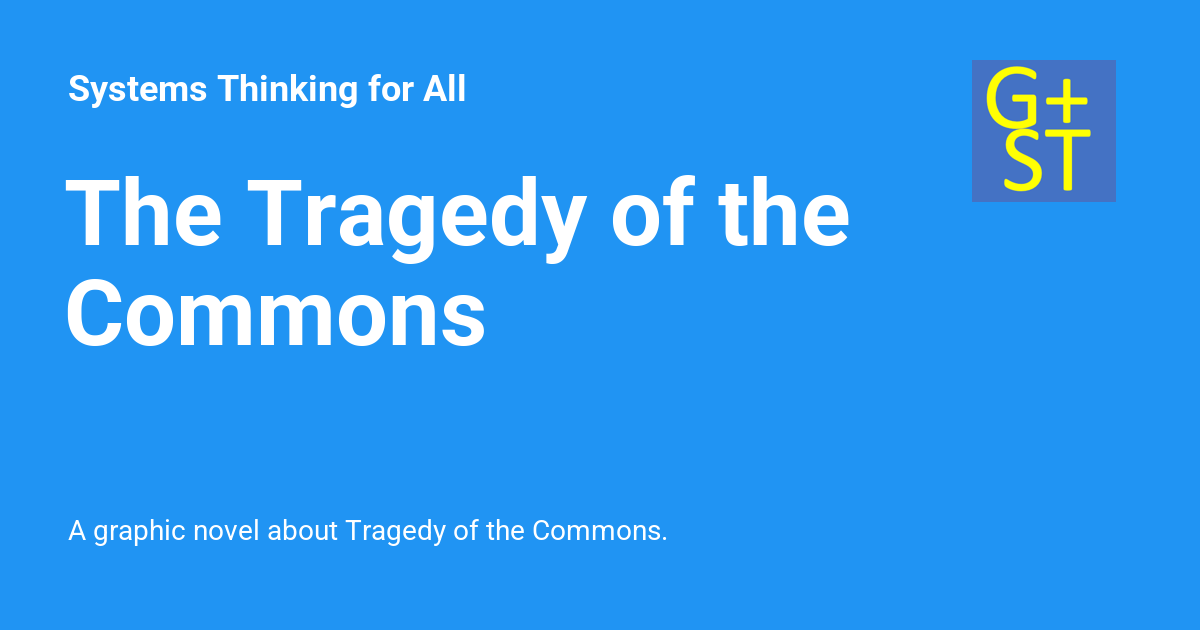 Systems Thinking for All
G+
ST
The Tragedy of the
Commons
A graphic novel about Tragedy of the Commons.